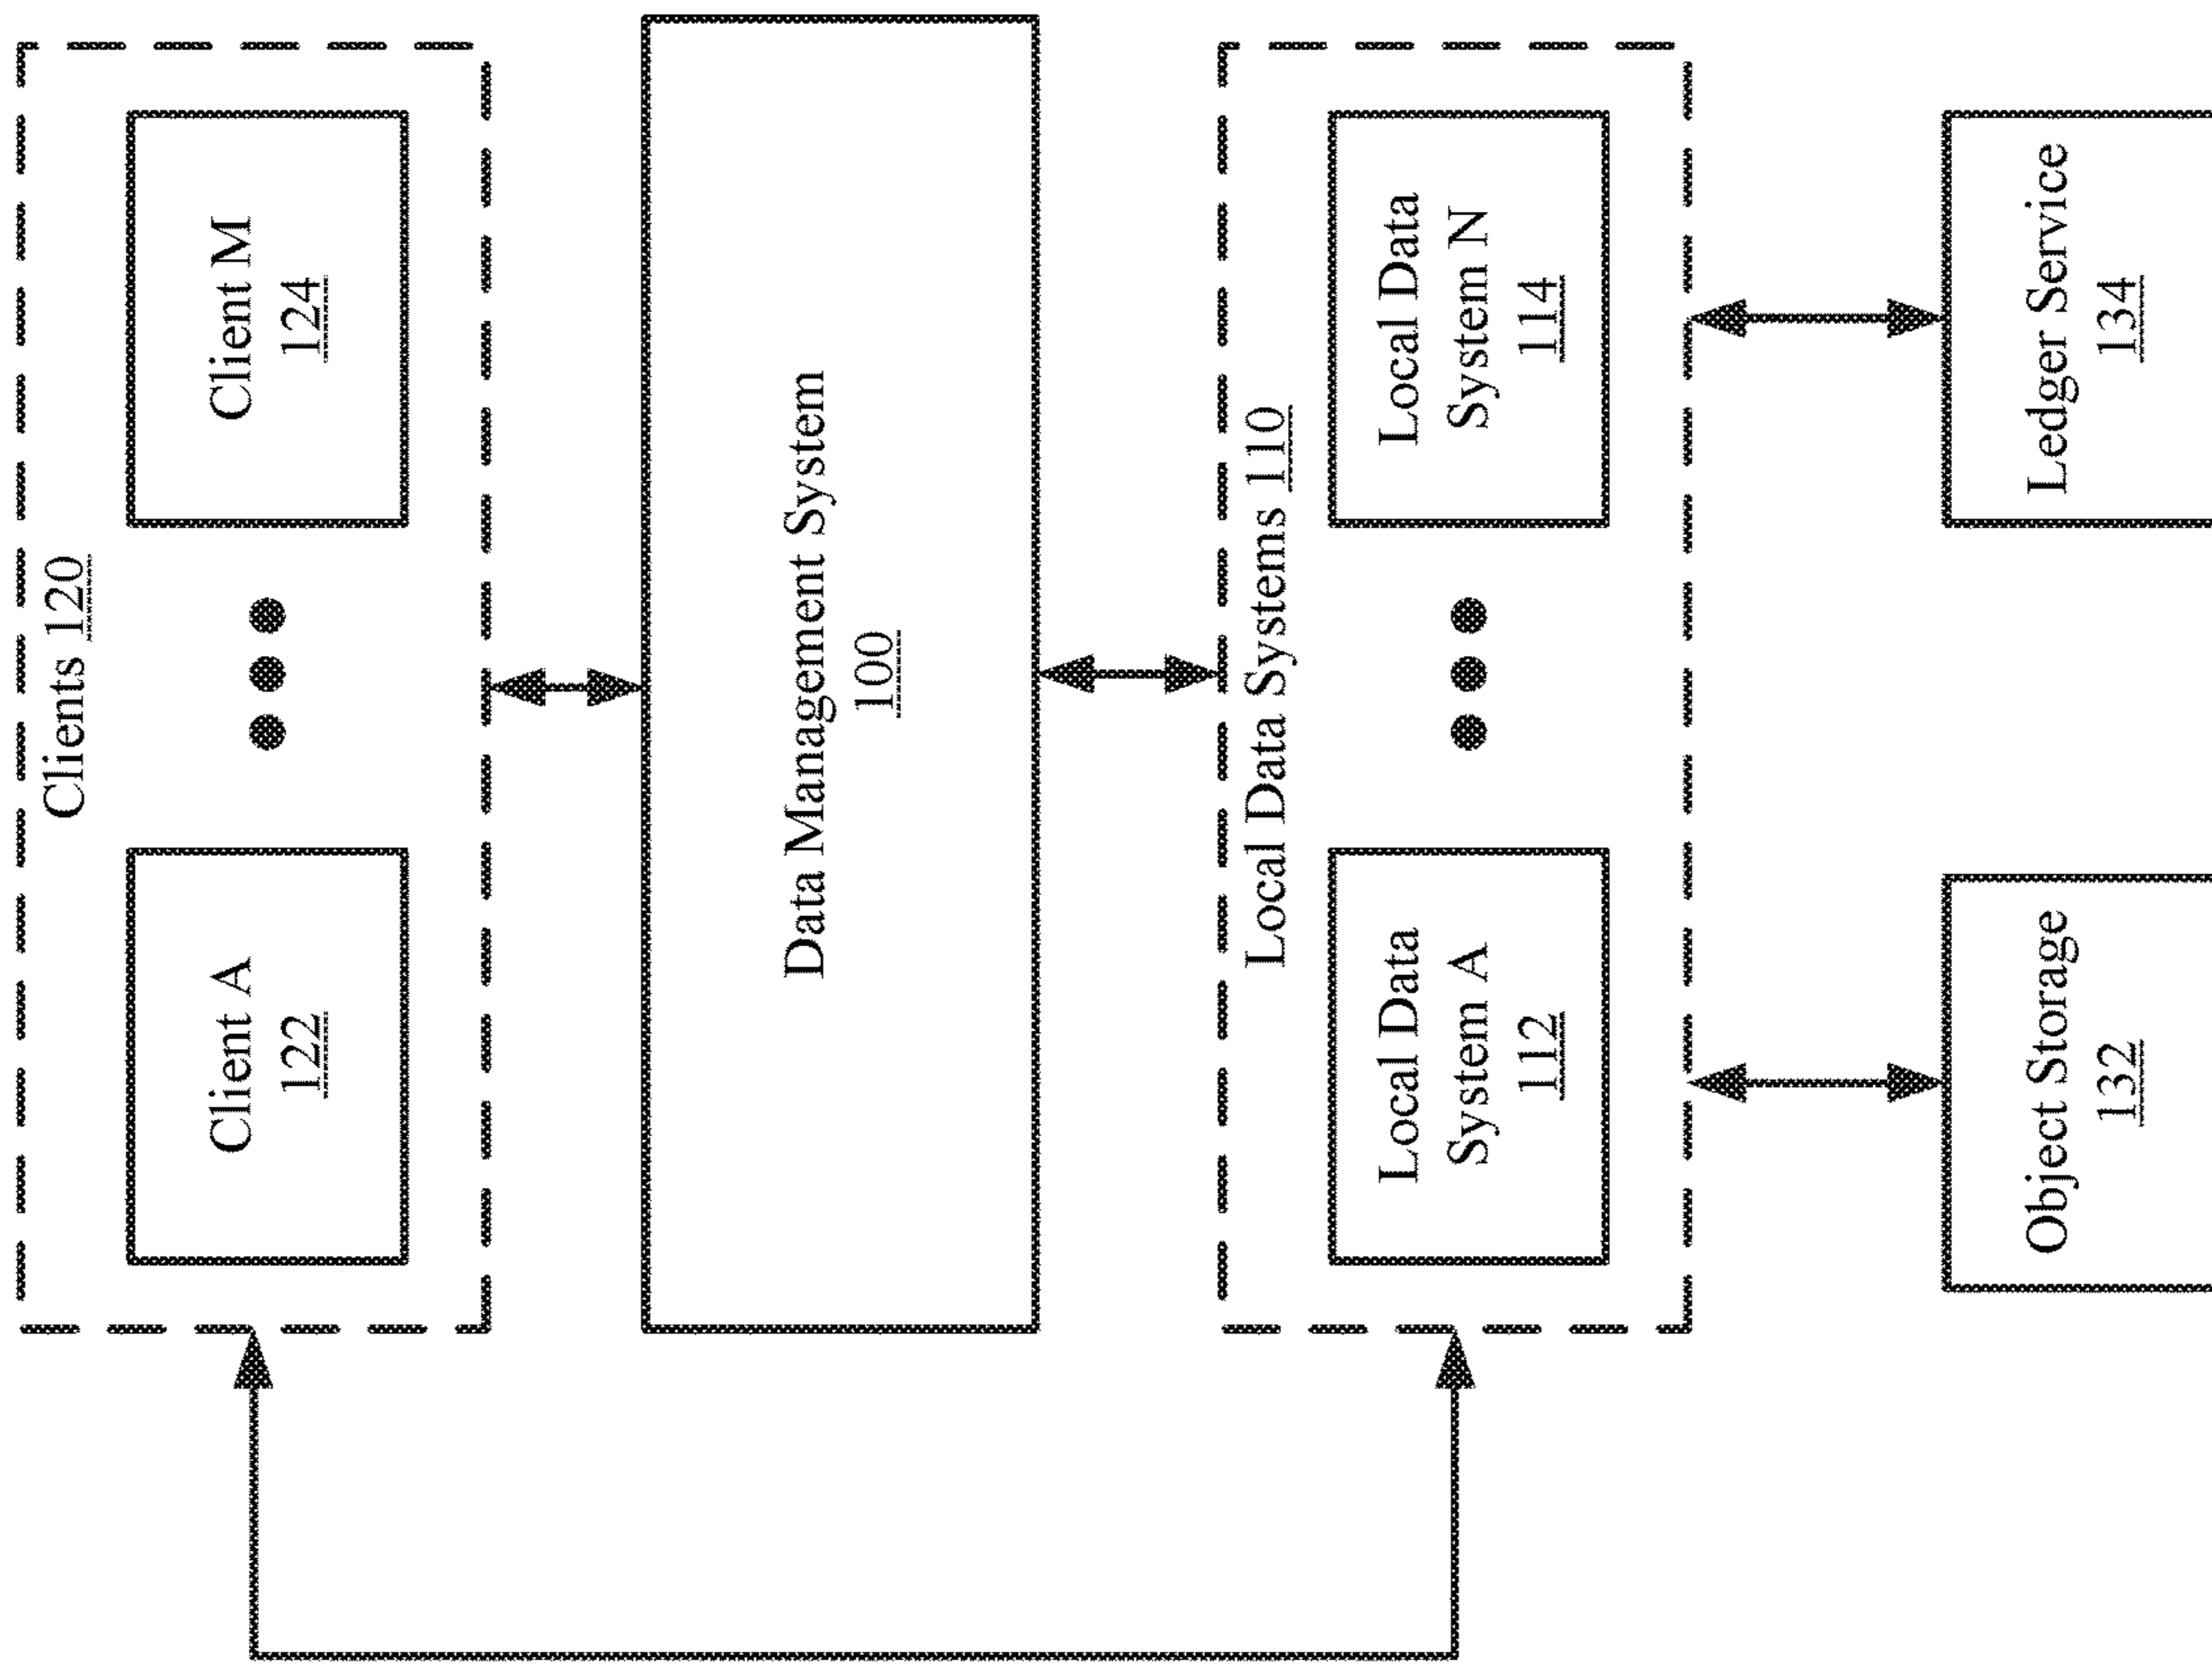 Clients 120
Client A
122
Client M
124
Data Management System
100
Local Data Systems 110
Local Data
System A
112
Local Data
System N
114
Object Storage
132
Ledger Service
134